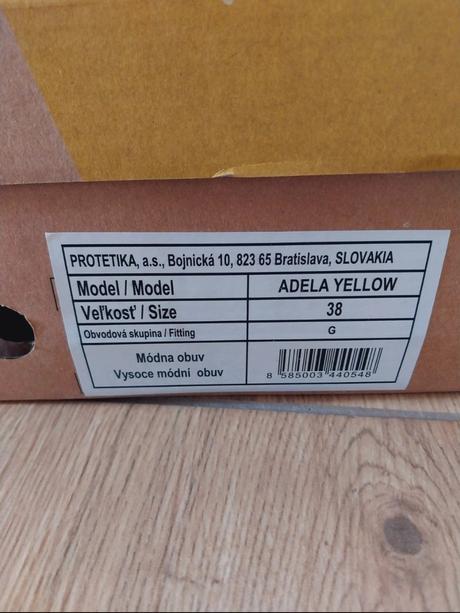 PROTETIKA, a.s., Bojnická 10, 823 65 Bratislava, SLOVAKIA
Model / Model ADELA YELLOW
Veľkosť / Size 38
Obvodová skupina / Fitting G
Módna obuv
Vysoce módní obuv
8 585003 440548